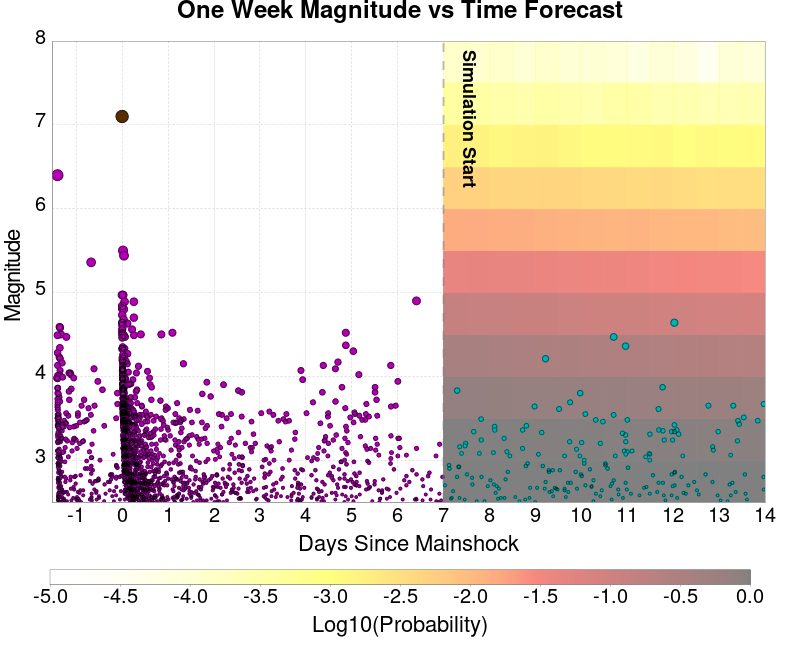 One Week Magnitude vs Time Forecast
8
7
6
5
4
3
Magnitude
Simulation Start
-1 0 1 2 3 4 5 6 7 8 9 10 11 12 13 14
Days Since Mainshock
-5.0 -4.5 -4.0 -3.5 -3.0 -2.5 -2.0 -1.5 -1.0 -0.5 0.0
Log10(Probability)